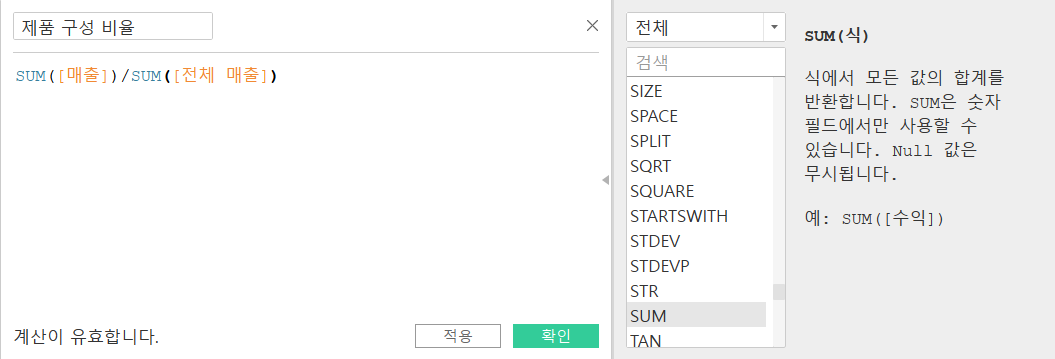 제품 구성 비율
SUM([매출])/SUM([전체 매출])
계산이 유효합니다.
적용
확인
전체
검색
SIZE
SPACE
SPLIT
SQRT
SQUARE
STARTSWITH
STDEV
STDEVP
STR
SUM
TAN
SUM(식)
식에서 모든 값의 합계를
반환합니다. SUM은 숫자
필드에서만 사용할 수
있습니다. Null 값은
무시됩니다.
예: SUM([수익])